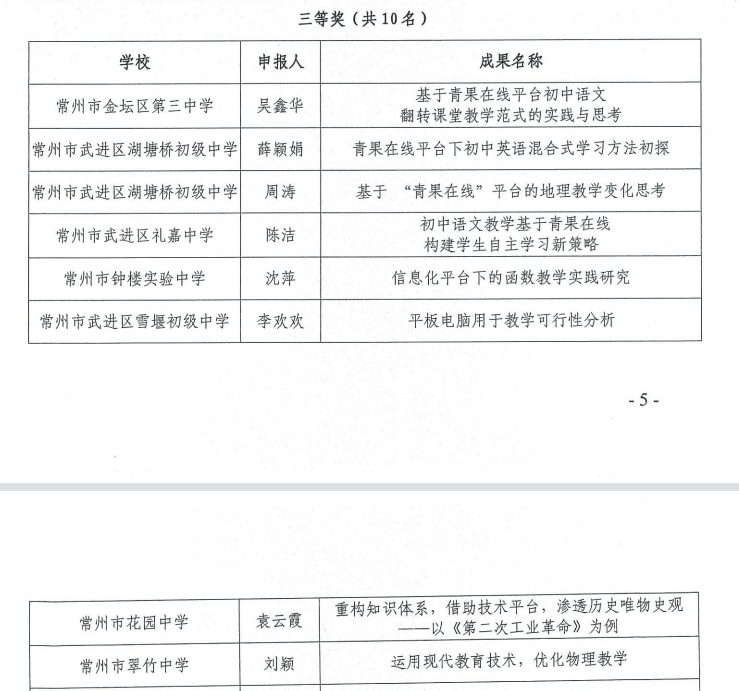 三等奖（共10名）
学校 申报人 成果名称
常州市金坛区第三中学 吴鑫华 基于青果在线平台初中语文
翻转课堂教学范式的实践与思考
常州市武进区湖塘桥初级中学 薛颖娟 青果在线平台下初中英语混合式学习方法初探
常州市武进区湖塘桥初级中学 周涛 基于 “青果在线” 平台的地理教学变化思考
常州市武进区礼嘉中学 陈洁 初中语文教学基于青果在线
构建学生自主学习新策略
常州市钟楼实验中学 沈萍 信息化平台下的函数教学实践研究
常州市武进区雪堰初级中学 李欢欢 平板电脑用于教学可行性分析
- 5 -
常州市花园中学 袁云霞 重构知识体系，借助技术平台，渗透历史唯物史观
——以《第二次工业革命》为例
常州市翠竹中学 刘颖 运用现代教育技术，优化物理教学